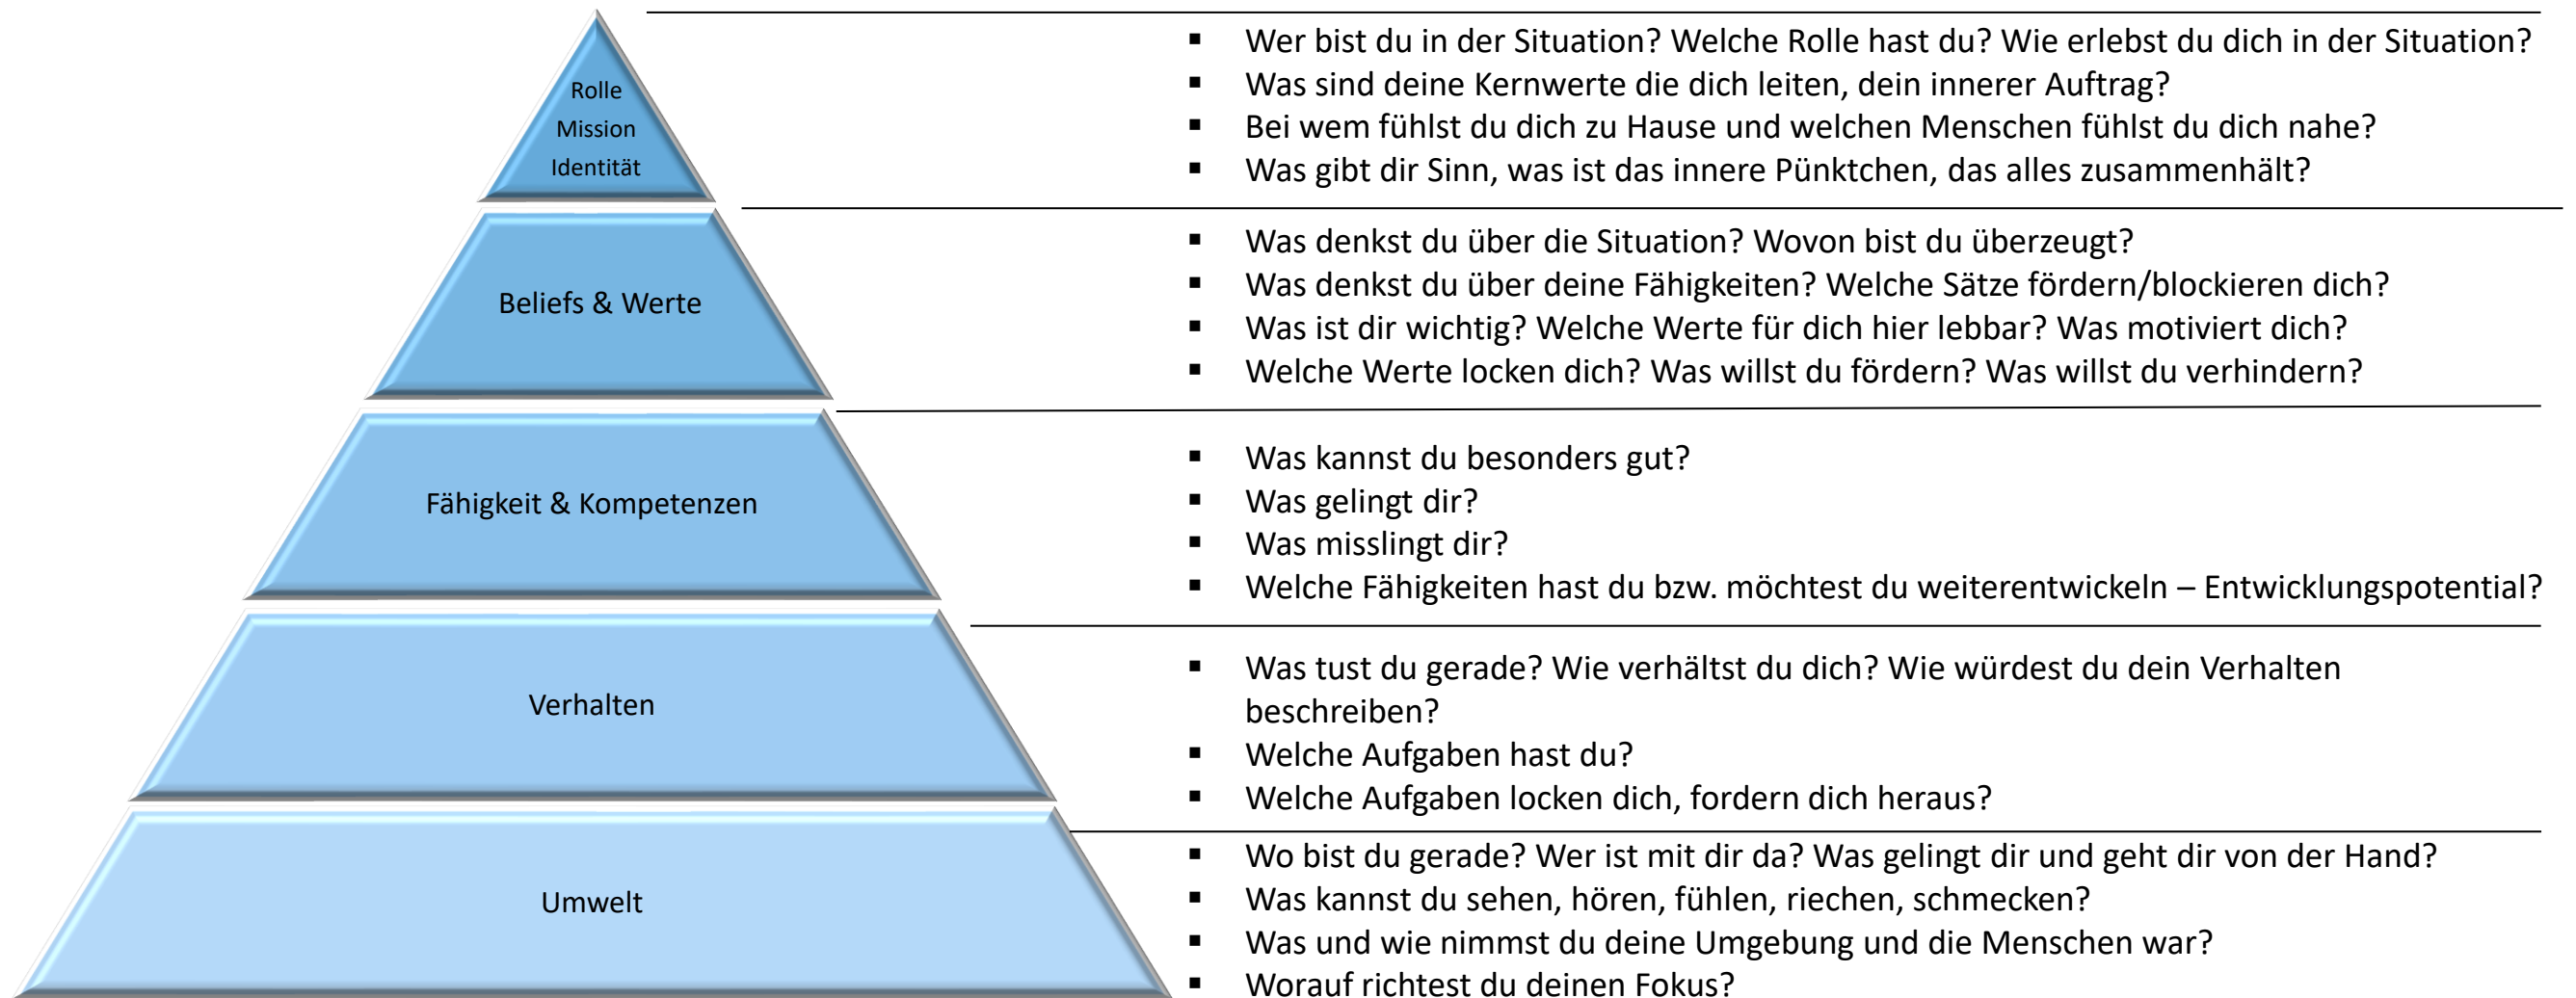 Rolle
Mission
Identität
▪ Wer bist du in der Situation? Welche Rolle hast du? Wie erlebst du dich in der Situation?
▪ Was sind deine Kernwerte die dich leiten, dein innerer Auftrag?
▪ Bei wem fühlst du dich zu Hause und welchen Menschen fühlst du dich nahe?
▪ Was gibt dir Sinn, was ist das innere Pünktchen, das alles zusammenhält?
Beliefs & Werte
▪ Was denkst du über die Situation? Wovon bist du überzeugt?
▪ Was denkst du über deine Fähigkeiten? Welche Sätze fördern/blockieren dich?
▪ Was ist dir wichtig? Welche Werte für dich hier lebbar? Was motiviert dich?
▪ Welche Werte locken dich? Was willst du fördern? Was willst du verhindern?
Fähigkeit & Kompetenzen
▪ Was kannst du besonders gut?
▪ Was gelingt dir?
▪ Was misslingt dir?
▪ Welche Fähigkeiten hast du bzw. möchtest du weiterentwickeln – Entwicklungspotential?
Verhalten
▪ Was tust du gerade? Wie verhältst du dich? Wie würdest du dein Verhalten
beschreiben?
▪ Welche Aufgaben hast du?
▪ Welche Aufgaben locken dich, fordern dich heraus?
Umwelt
▪ Wo bist du gerade? Wer ist mit dir da? Was gelingt dir und geht dir von der Hand?
▪ Was kannst du sehen, hören, fühlen, riechen, schmecken?
▪ Was und wie nimmst du deine Umgebung und die Menschen war?
▪ Worauf richtest du deinen Fokus?